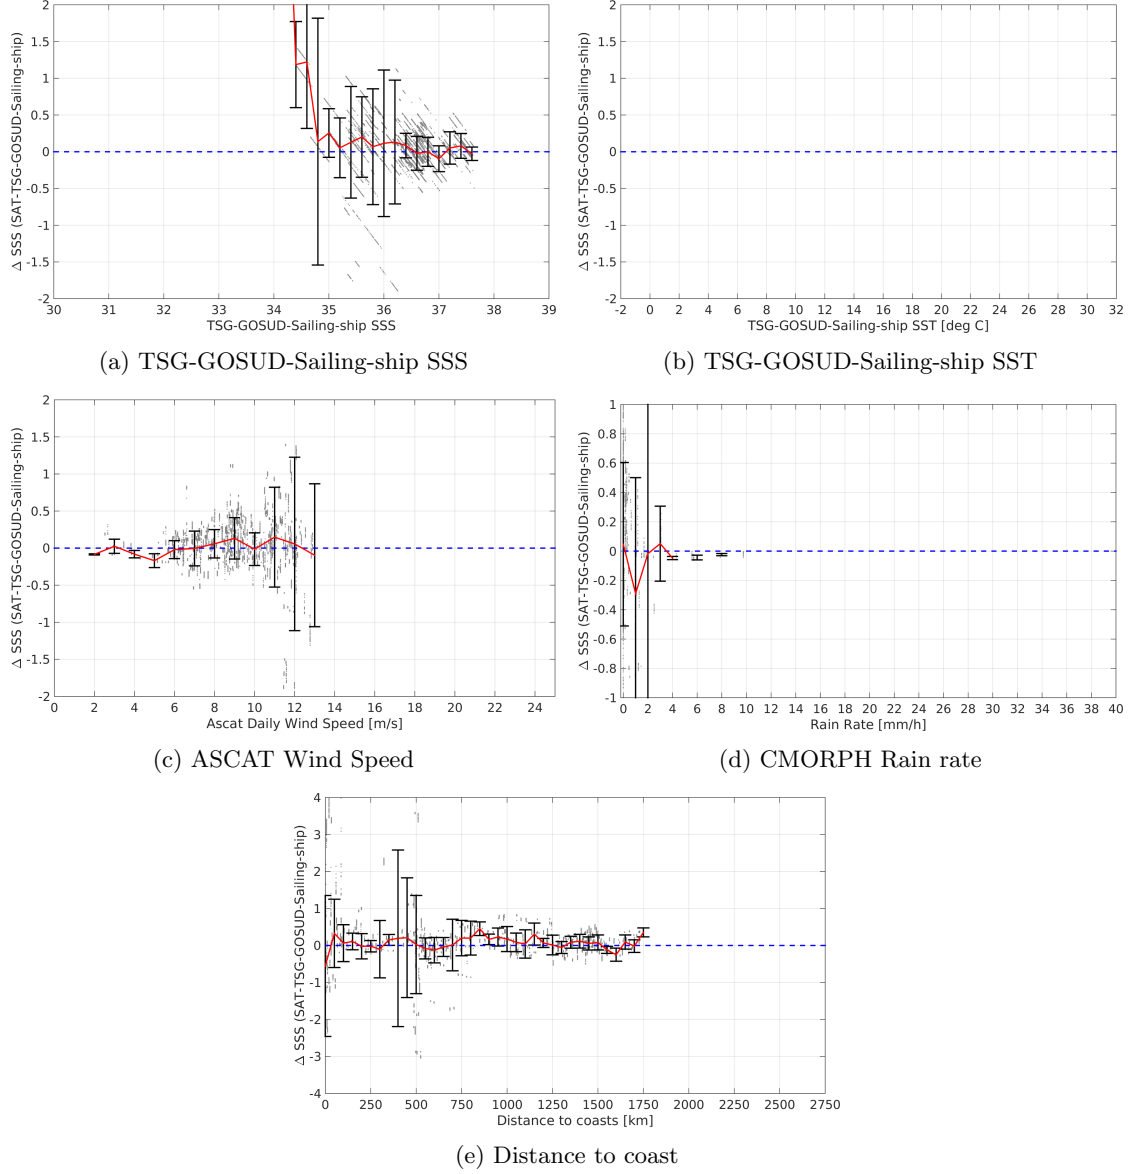 2
1.5
1
0.5
0
-0.5
-1
-1.5
-2
Δ SSS (SAT-TSG-GOSUD-Sailing-ship)
30 31 32 33 34 35 36 37 38 39
TSG-GOSUD-Sailing-ship SSS
(a) TSG-GOSUD-Sailing-ship SSS
2
1.5
1
0.5
0
-0.5
-1
-1.5
-2
Δ SSS (SAT-TSG-GOSUD-Sailing-ship)
-2 0 2 4 6 8 10 12 14 16 18 20 22 24 26 28 30 32
TSG-GOSUD-Sailing-ship SST [deg C]
(b) TSG-GOSUD-Sailing-ship SST
2
1.5
1
0.5
0
-0.5
-1
-1.5
-2
Δ SSS (SAT-TSG-GOSUD-Sailing-ship)
0 2 4 6 8 10 12 14 16 18 20 22 24
Ascat Daily Wind Speed [m/s]
(c) ASCAT Wind Speed
1
0.8
0.6
0.4
0.2
0
-0.2
-0.4
-0.6
-0.8
-1
Δ SSS (SAT-TSG-GOSUD-Sailing-ship)
0 2 4 6 8 10 12 14 16 18 20 22 24 26 28 30 32 34 36 38 40
Rain Rate [mm/h]
(d) CMORPH Rain rate
4
3
2
1
0
-1
-2
-3
-4
Δ SSS (SAT-TSG-GOSUD-Sailing-ship)
0 250 500 750 1000 1250 1500 1750 2000 2250 2500 2750
Distance to coasts [km]
(e) Distance to coast